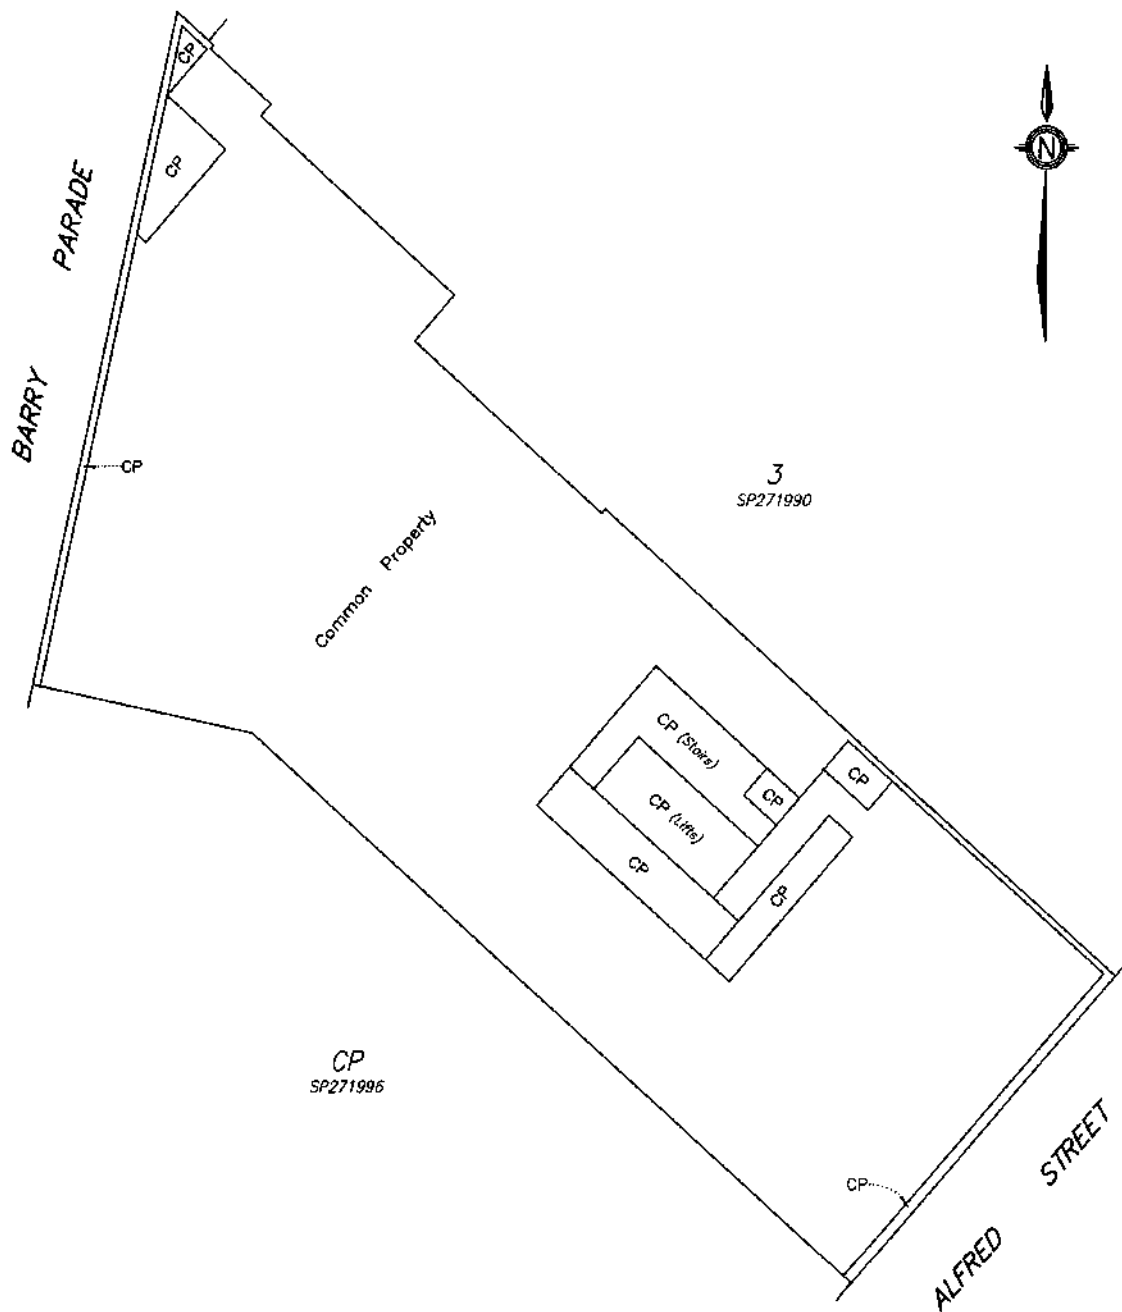 CP
CP
PARADE
BARRY
N
CP
3
SP271990
Common Property
CP (Stairs)
CP
CP
CP (Lifts)
CP
CP
CP
SP271996
CP
STREET
ALFRED